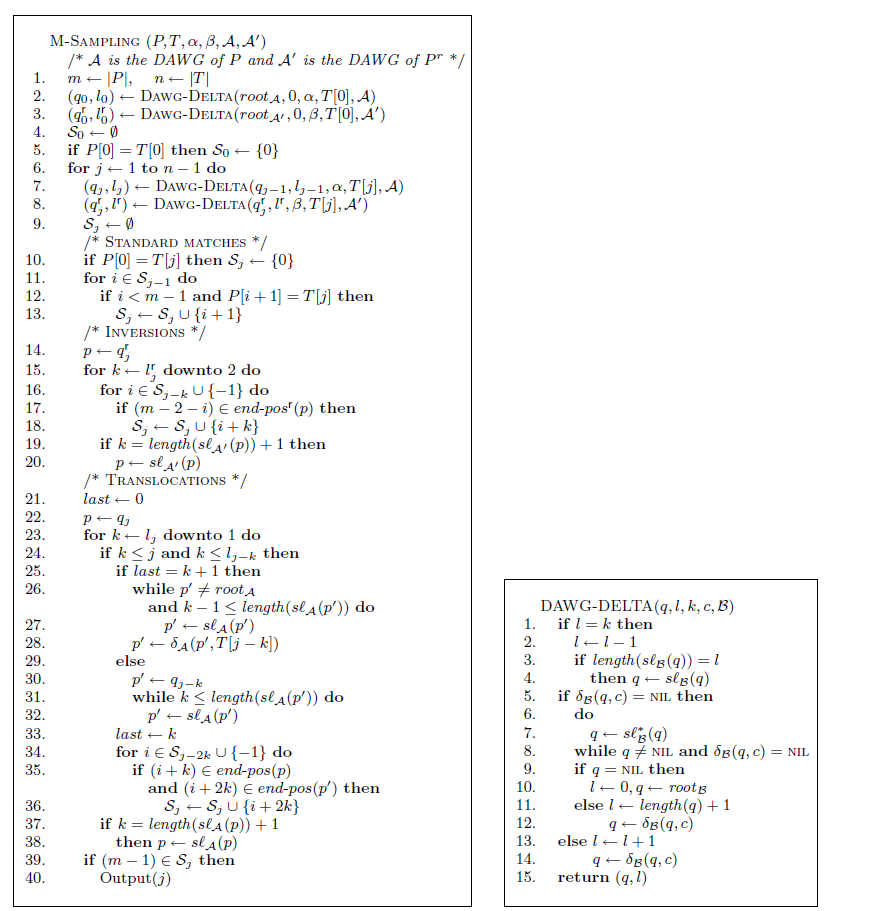 M-Sampling (P, T, α, β, 𝒜, 𝒜′)
/* 𝒜 is the DAWG of P and 𝒜′ is the DAWG of Pʳ */
1. m ← |P|, n ← |T|
2. (q₀, l₀) ← Dawg-Delta(root_𝒜, 0, α, T[0], 𝒜)
3. (q₀ʳ, l₀ʳ) ← Dawg-Delta(root_𝒜′, 0, β, T[0], 𝒜′)
4. 𝒮₀ ← ∅
5. if P[0] = T[0] then 𝒮₀ ← {0}
6. for j ← 1 to n − 1 do
7. (q_j, l_j) ← Dawg-Delta(q_{j−1}, l_{j−1}, α, T[j], 𝒜)
8. (q_jʳ, lʳ) ← Dawg-Delta(q_jʳ, lʳ, β, T[j], 𝒜′)
9. 𝒮_j ← ∅
/* Standard matches */
10. if P[0] = T[j] then 𝒮_j ← {0}
11. for i ∈ 𝒮_{j−1} do
12. if i < m − 1 and P[i + 1] = T[j] then
13. 𝒮_j ← 𝒮_j ∪ {i + 1}
/* Inversions */
14. p ← q_jʳ
15. for k ← l_jʳ downto 2 do
16. for i ∈ 𝒮_{j−k} ∪ {−1} do
17. if (m − 2 − i) ∈ end-posʳ(p) then
18. 𝒮_j ← 𝒮_j ∪ {i + k}
19. if k = length(sℓ_𝒜′(p)) + 1 then
20. p ← sℓ_𝒜′(p)
/* Translocations */
21. last ← 0
22. p ← q_j
23. for k ← l_j downto 1 do
24. if k ≤ j and k ≤ l_{j−k} then
25. if last = k + 1 then
26. while p′ ≠ root_𝒜
and k − 1 ≤ length(sℓ_𝒜(p′)) do
27. p′ ← sℓ_𝒜(p′)
28. p′ ← δ_𝒜(p′, T[j − k])
29. else
30. p′ ← q_{j−k}
31. while k ≤ length(sℓ_𝒜(p′)) do
32. p′ ← sℓ_𝒜(p′)
33. last ← k
34. for i ∈ 𝒮_{j−2k} ∪ {−1} do
35. if (i + k) ∈ end-pos(p)
and (i + 2k) ∈ end-pos(p′) then
36. 𝒮_j ← 𝒮_j ∪ {i + 2k}
37. if k = length(sℓ_𝒜(p)) + 1
38. then p ← sℓ_𝒜(p)
39. if (m − 1) ∈ 𝒮_j then
40. Output(j)
DAWG-DELTA(q, l, k, c, ℬ)
1. if l = k then
2. l ← l − 1
3. if length(sℓ_ℬ(q)) = l
4. then q ← sℓ_ℬ(q)
5. if δ_ℬ(q, c) = nil then
6. do
7. q ← sℓ*_ℬ(q)
8. while q ≠ nil and δ_ℬ(q, c) = nil
9. if q = nil then
10. l ← 0, q ← root_ℬ
11. else l ← length(q) + 1
12. q ← δ_ℬ(q, c)
13. else l ← l + 1
14. q ← δ_ℬ(q, c)
15. return (q, l)